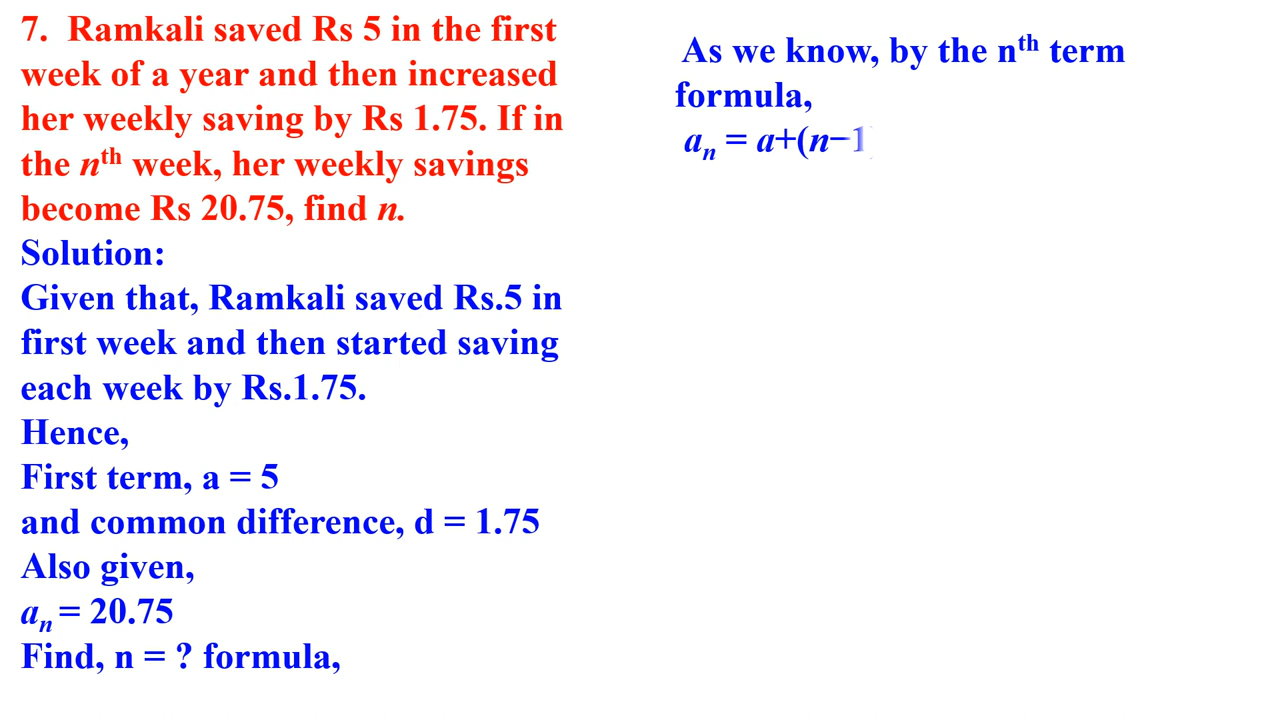 7. Ramkali saved Rs 5 in the first
week of a year and then increased
her weekly saving by Rs 1.75. If in
the nth week, her weekly savings
become Rs 20.75, find n.
Solution:
Given that, Ramkali saved Rs.5 in
first week and then started saving
each week by Rs.1.75.
Hence,
First term, a = 5
and common difference, d = 1.75
Also given,
an = 20.75
Find, n = ? formula,
As we know, by the nth term
formula,
an = a+(n−1